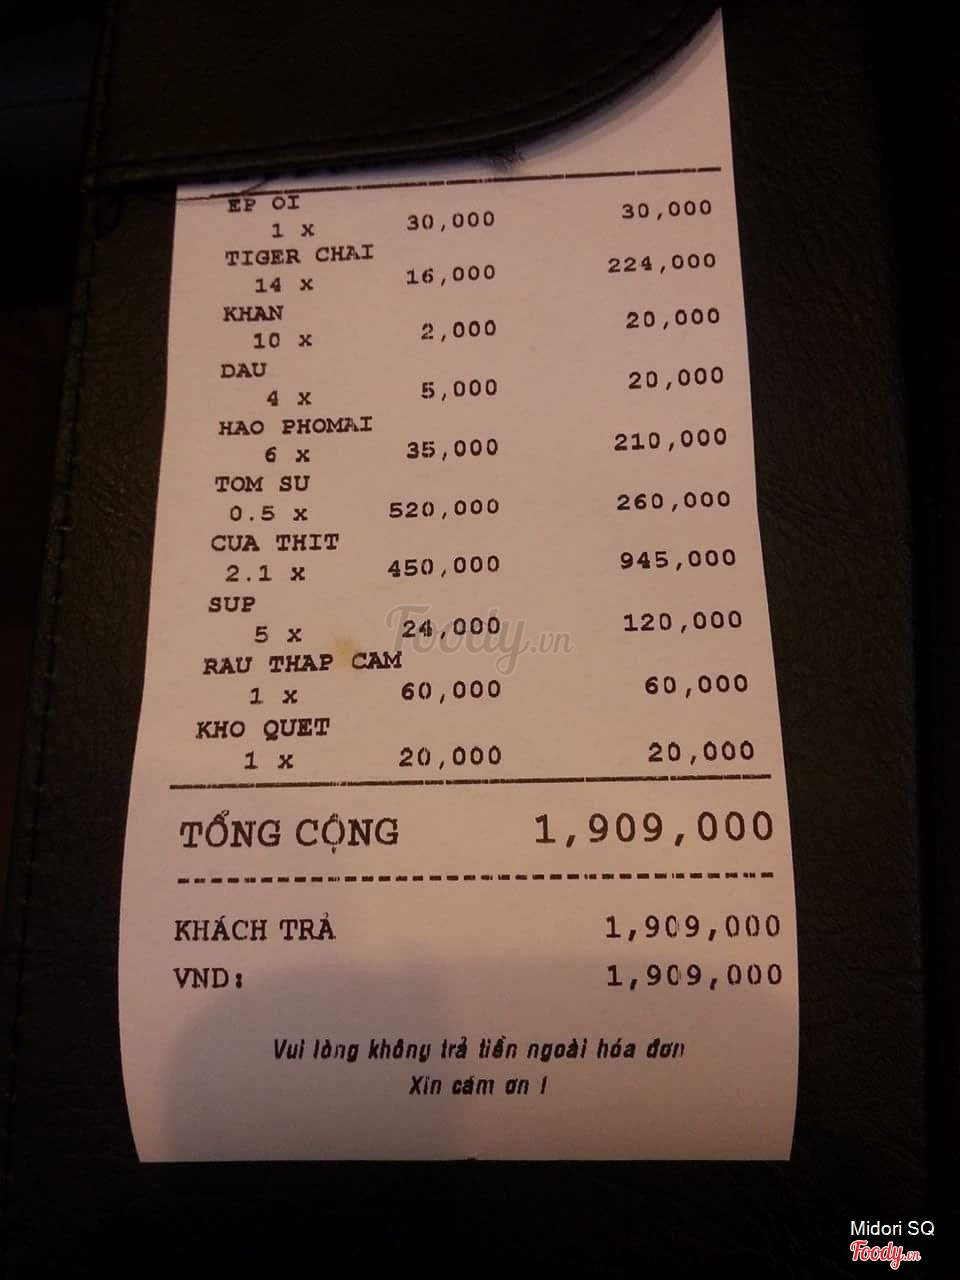 EP OI
1 x 30,000 30,000
TIGER CHAI
14 x 16,000 224,000
KHAN
10 x 2,000 20,000
DAU
4 x 5,000 20,000
HAO PHOMAI
6 x 35,000 210,000
TOM SU
0.5 x 520,000 260,000
CUA THIT
2.1 x 450,000 945,000
SUP
5 x 24,000 120,000
RAU THAP CAM
1 x 60,000 60,000
KHO QUET
1 x 20,000 20,000
TỔNG CỘNG 1,909,000
KHÁCH TRẢ 1,909,000
VND: 1,909,000
Vui lòng không trả tiền ngoài hóa đơn
Xin cám ơn !
Foody.vn
Midori SQ
Foody.vn